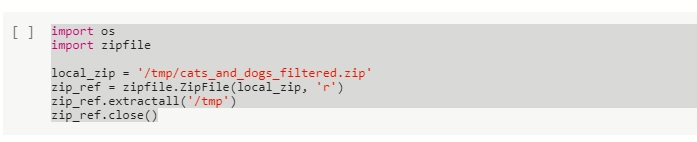 [ ] import os
import zipfile
local_zip = '/tmp/cats_and_dogs_filtered.zip'
zip_ref = zipfile.ZipFile(local_zip, 'r')
zip_ref.extractall('/tmp')
zip_ref.close()